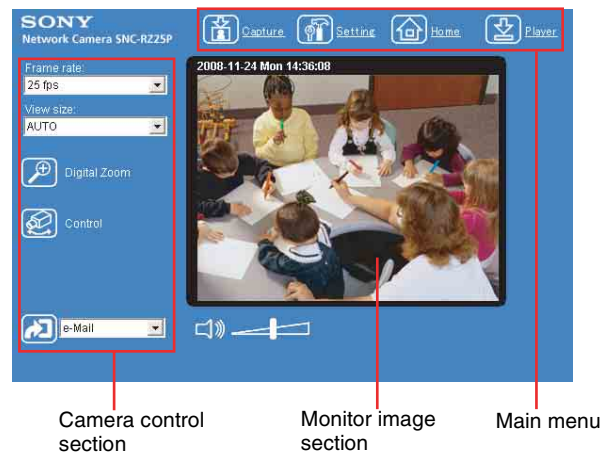 SONY
Network Camera SNC-RZ25P
Capture
Setting
Home
Player
Frame rate:
25 fps
View size:
AUTO
Digital Zoom
Control
e-Mail
2008-11-24 Mon 14:36:08
Camera control
section
Monitor image
section
Main menu